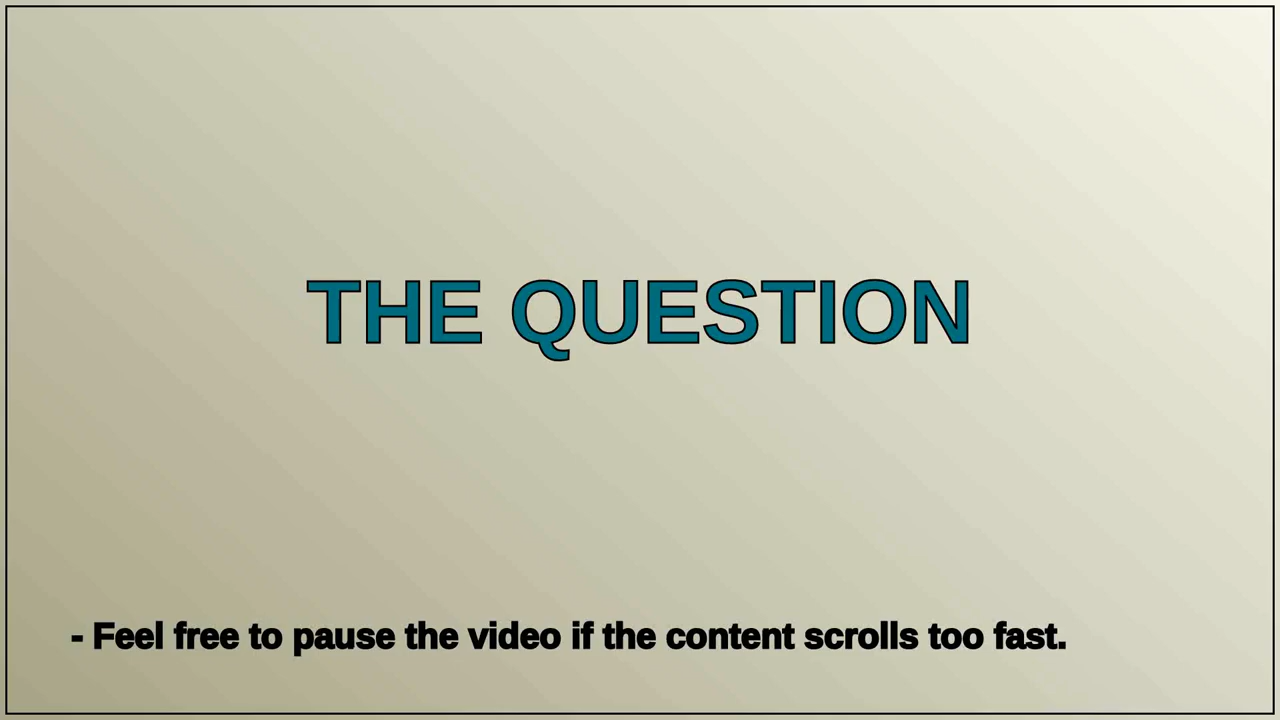 THE QUESTION
- Feel free to pause the video if the content scrolls too fast.